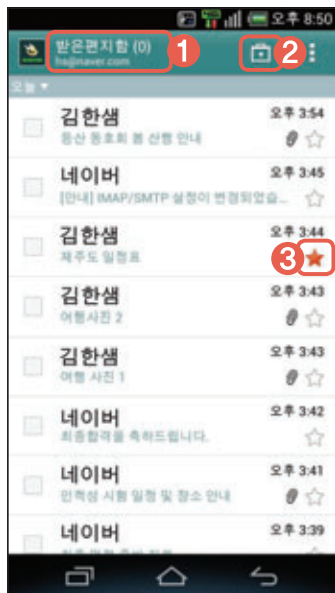 오후 8:50
받은편지함 (0)
hs@naver.com
1
2
오늘
김한샘
오후 3:54
등산 동호회 봄 산행 안내
네이버
오후 3:45
[안내] IMAP/SMTP 설정이 변경되었습...
김한샘
오후 3:44
제주도 일정표
3
김한샘
오후 3:43
여행사진 2
김한샘
오후 3:43
여행 사진 1
네이버
오후 3:42
최종합격을 축하드립니다.
네이버
오후 3:41
인적성 시험 일정 및 장소 안내
네이버
오후 3:39